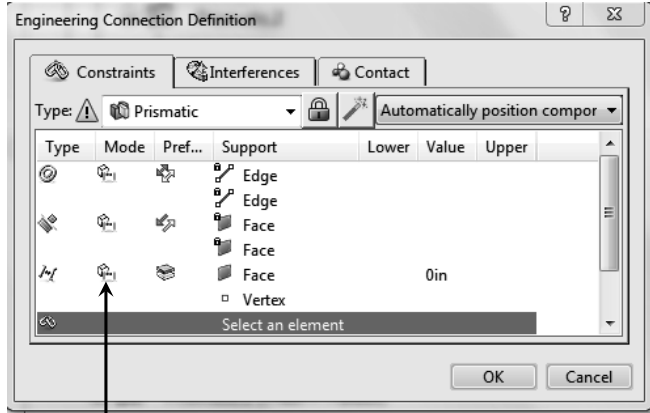 Engineering Connection Definition
Constraints Interferences Contact
Type: Prismatic Automatically position compor
Type Mode Pref... Support Lower Value Upper
Edge
Edge
Face
Face
Face 0in
Vertex
Select an element
OK Cancel